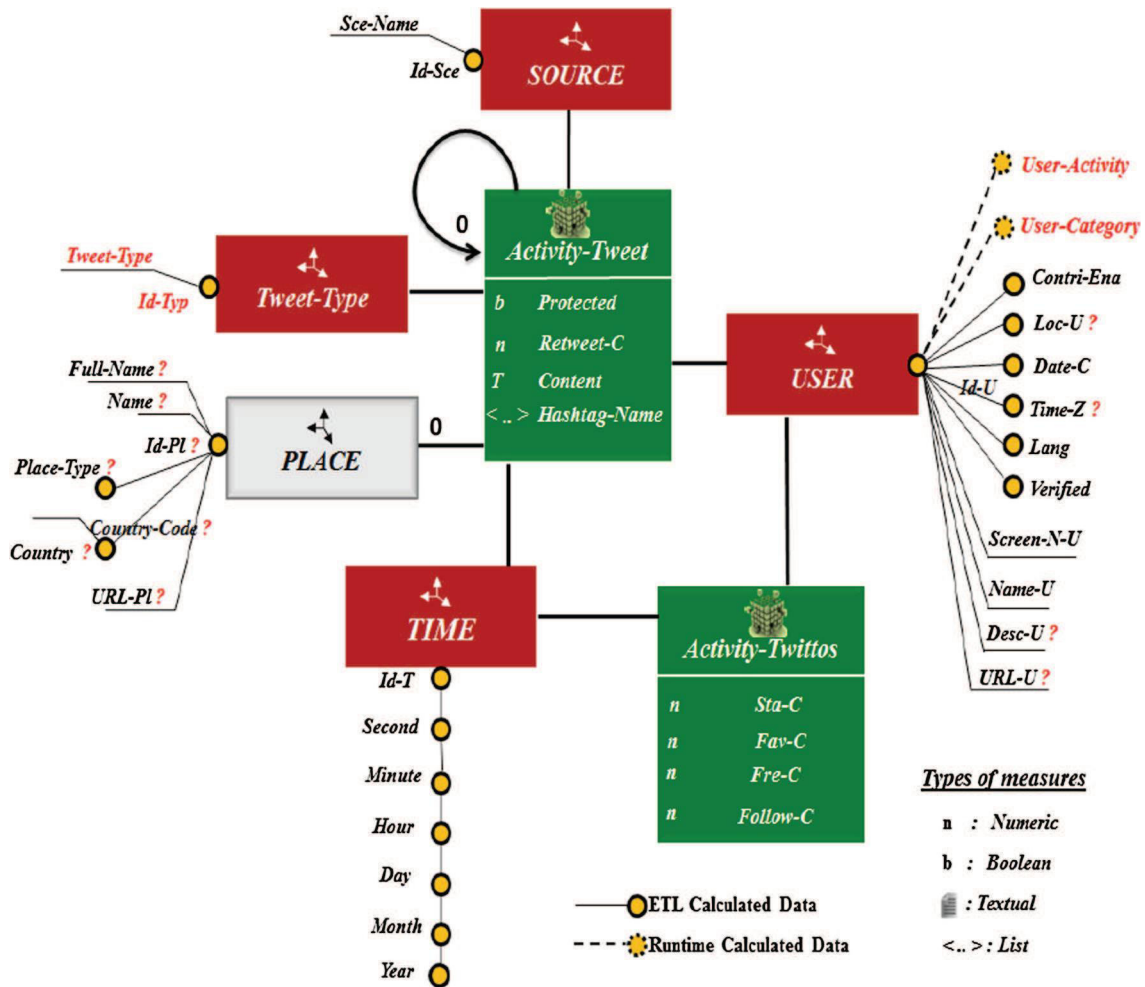 Sce-Name
Id-Sce
SOURCE
0
Activity-Tweet
b Protected
n Retweet-C
T Content
< .. > Hashtag-Name
Tweet-Type
Id-Typ
Tweet-Type
Full-Name ?
Name ?
Id-Pl ?
Place-Type ?
Country-Code ?
Country ?
URL-Pl ?
PLACE
0
USER
Id-U
User-Activity
User-Category
Contri-Ena
Loc-U ?
Date-C
Time-Z ?
Lang
Verified
Screen-N-U
Name-U
Desc-U ?
URL-U ?
TIME
Id-T
Second
Minute
Hour
Day
Month
Year
Activity-Twittos
n Sta-C
n Fav-C
n Fre-C
n Follow-C
Types of measures
n : Numeric
b : Boolean
: Textual
<..> : List
ETL Calculated Data
Runtime Calculated Data